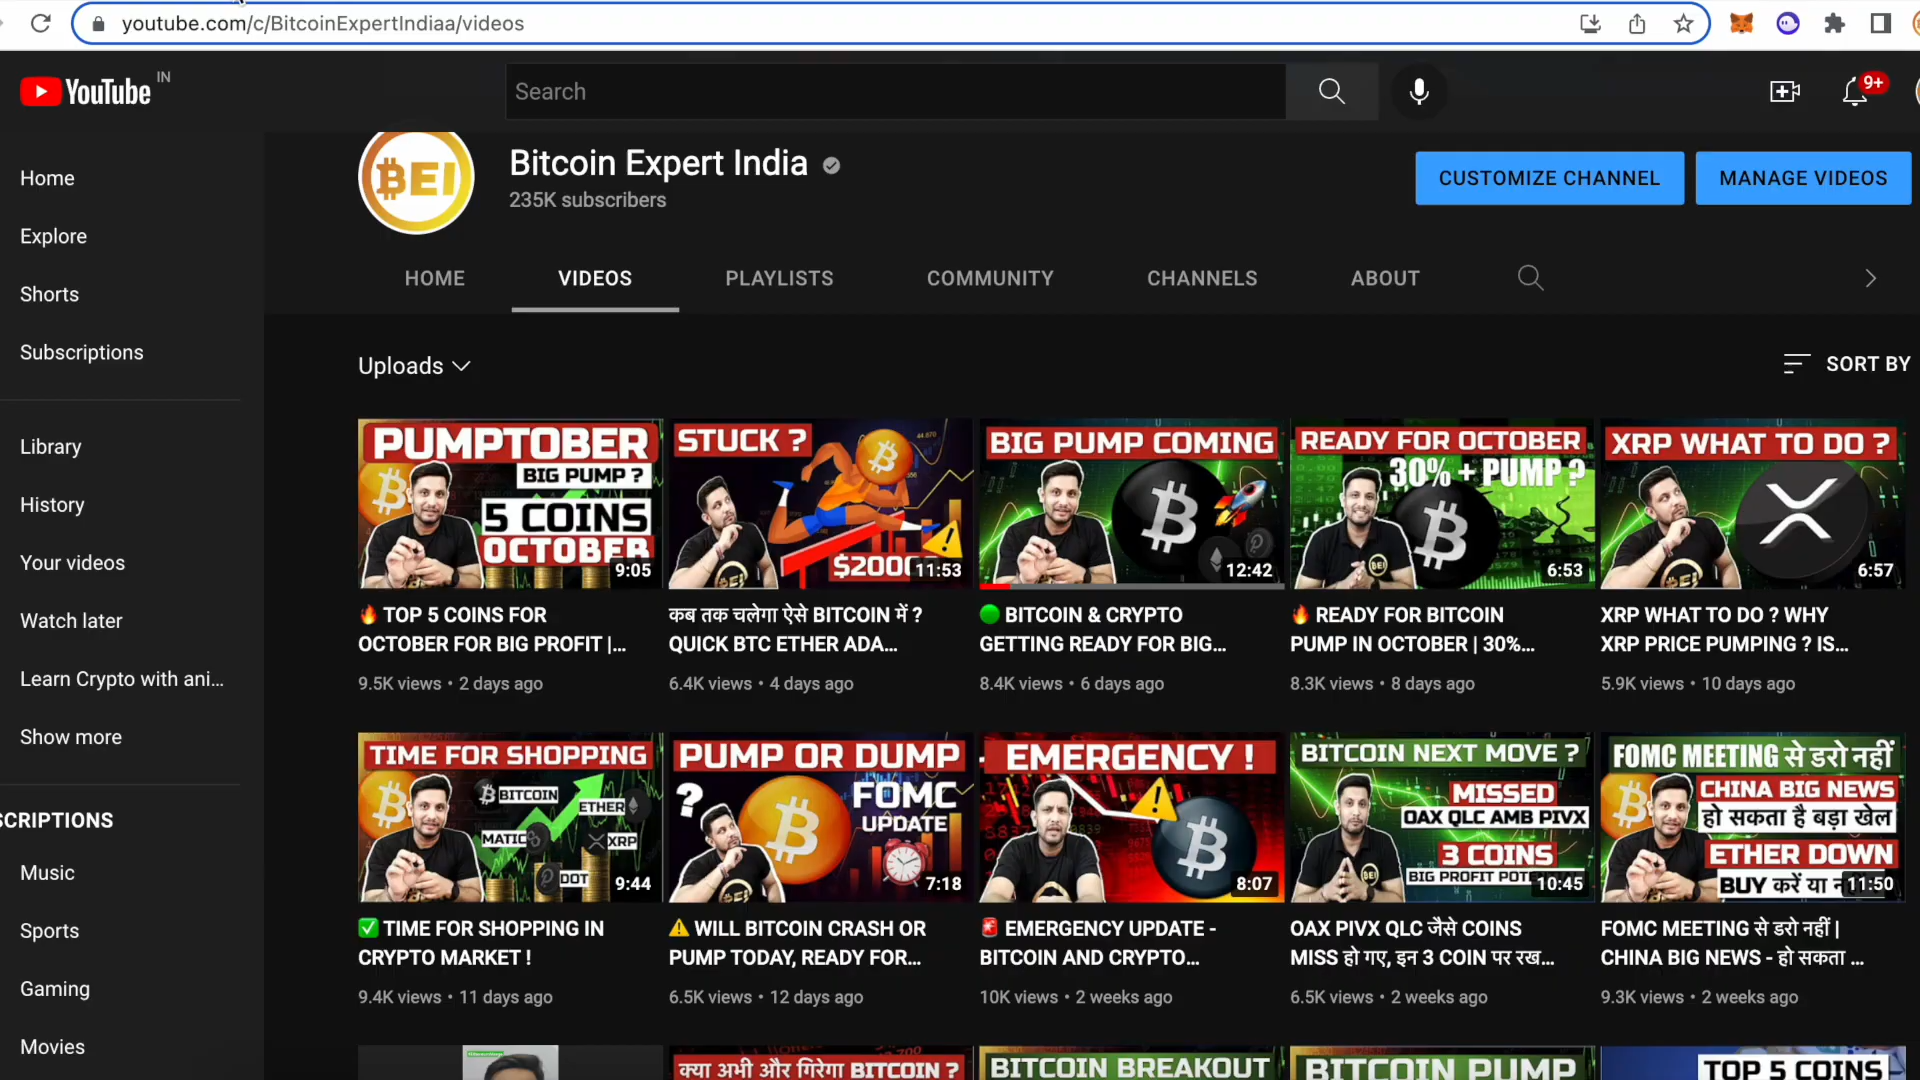 youtube.com/c/BitcoinExpertIndiaa/videos
YouTube IN
Search
9+
Home
Explore
Shorts
Subscriptions
Library
History
Your videos
Watch later
Learn Crypto with ani...
Show more
SCRIPTIONS
Music
Sports
Gaming
Movies
BEI
Bitcoin Expert India
235K subscribers
CUSTOMIZE CHANNEL
MANAGE VIDEOS
HOME
VIDEOS
PLAYLISTS
COMMUNITY
CHANNELS
ABOUT
Uploads
SORT BY
PUMPTOBER
BIG PUMP ?
5 COINS
OCTOBER
9:05
🔥 TOP 5 COINS FOR
OCTOBER FOR BIG PROFIT |...
9.5K views • 2 days ago
STUCK ?
11:53
कब तक चलेगा ऐसे BITCOIN में ?
QUICK BTC ETHER ADA...
6.4K views • 4 days ago
BIG PUMP COMING
12:42
🟢 BITCOIN & CRYPTO
GETTING READY FOR BIG...
8.4K views • 6 days ago
READY FOR OCTOBER
30% + PUMP ?
6:53
🔥 READY FOR BITCOIN
PUMP IN OCTOBER | 30%...
8.3K views • 8 days ago
XRP WHAT TO DO ?
6:57
XRP WHAT TO DO ? WHY
XRP PRICE PUMPING ? IS...
5.9K views • 10 days ago
TIME FOR SHOPPING
BITCOIN
ETHER
MATIC
XRP
DOT
9:44
✅ TIME FOR SHOPPING IN
CRYPTO MARKET !
9.4K views • 11 days ago
PUMP OR DUMP
?
FOMC
UPDATE
7:18
⚠ WILL BITCOIN CRASH OR
PUMP TODAY, READY FOR...
6.5K views • 12 days ago
EMERGENCY !
8:07
🚨 EMERGENCY UPDATE -
BITCOIN AND CRYPTO...
10K views • 2 weeks ago
BITCOIN NEXT MOVE ?
MISSED
OAX QLC AMB PIVX
3 COINS
BIG PROFIT
10:45
OAX PIVX QLC जैसे COINS
MISS हो गए, इन 3 COIN पर रख...
6.5K views • 2 weeks ago
FOMC MEETING से डरो नहीं
CHINA BIG NEWS
हो सकता है बड़ा खेल
ETHER DOWN
BUY करें या
11:50
FOMC MEETING से डरो नहीं |
CHINA BIG NEWS - हो सकता ...
9.3K views • 2 weeks ago
क्या अभी और गिरेगा BITCOIN ?
BITCOIN BREAKOUT
BITCOIN PUMP
TOP 5 COINS